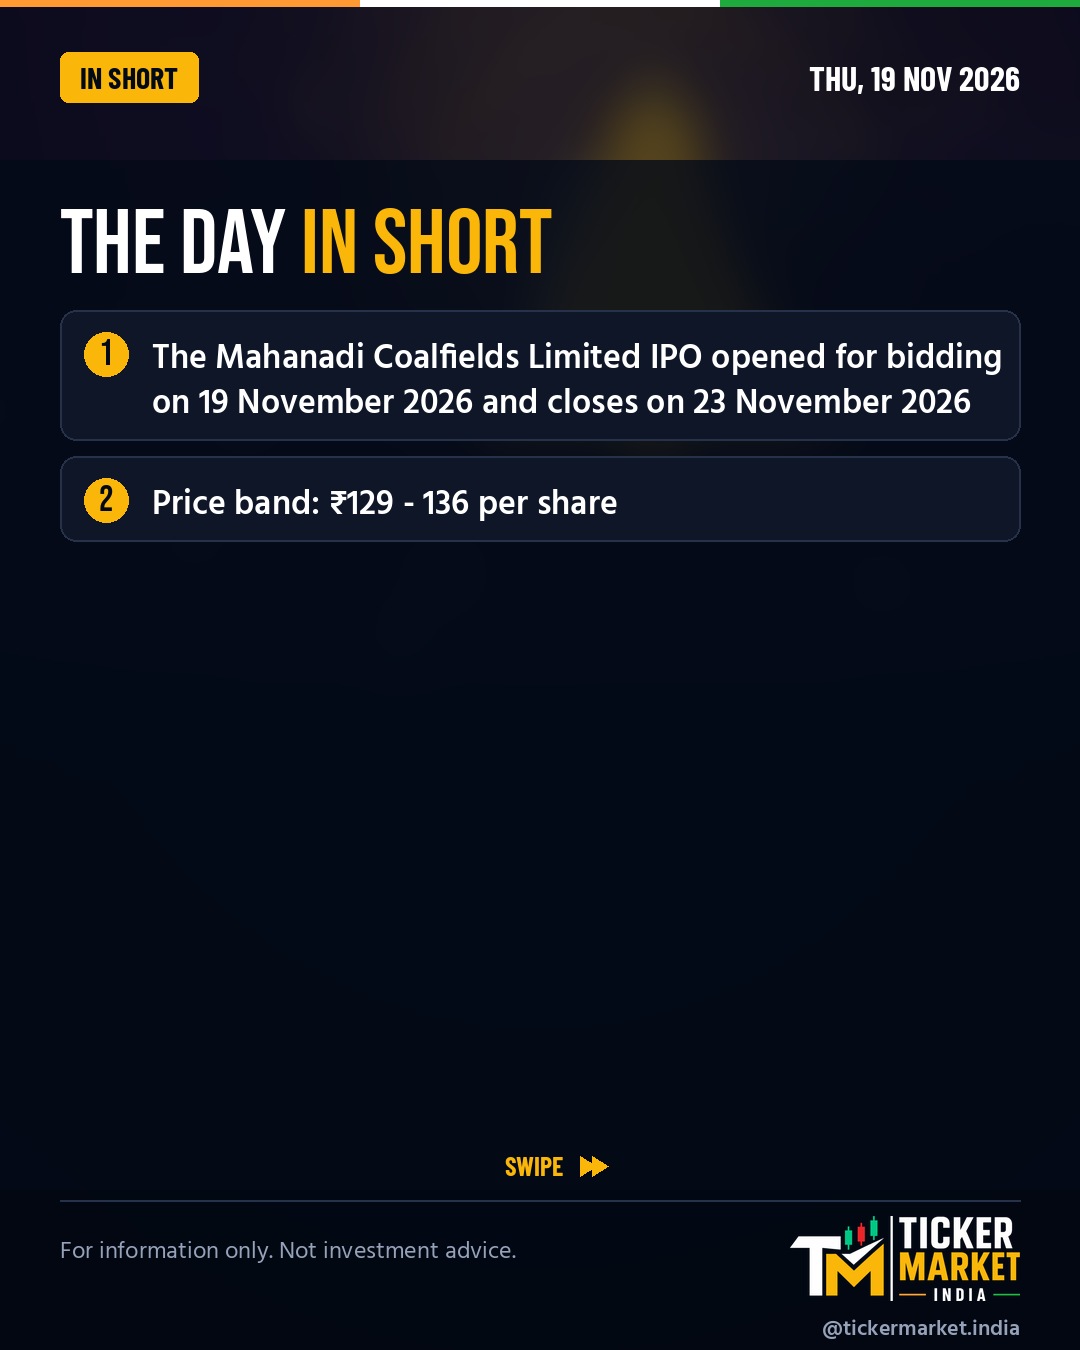 IN SHORT
THU, 19 NOV 2026
THE DAY IN SHORT
1
The Mahanadi Coalfields Limited IPO opened for bidding
on 19 November 2026 and closes on 23 November 2026
2
Price band: ₹129 - 136 per share
SWIPE
For information only. Not investment advice.
TM
TICKER
MARKET
INDIA
@tickermarket.india